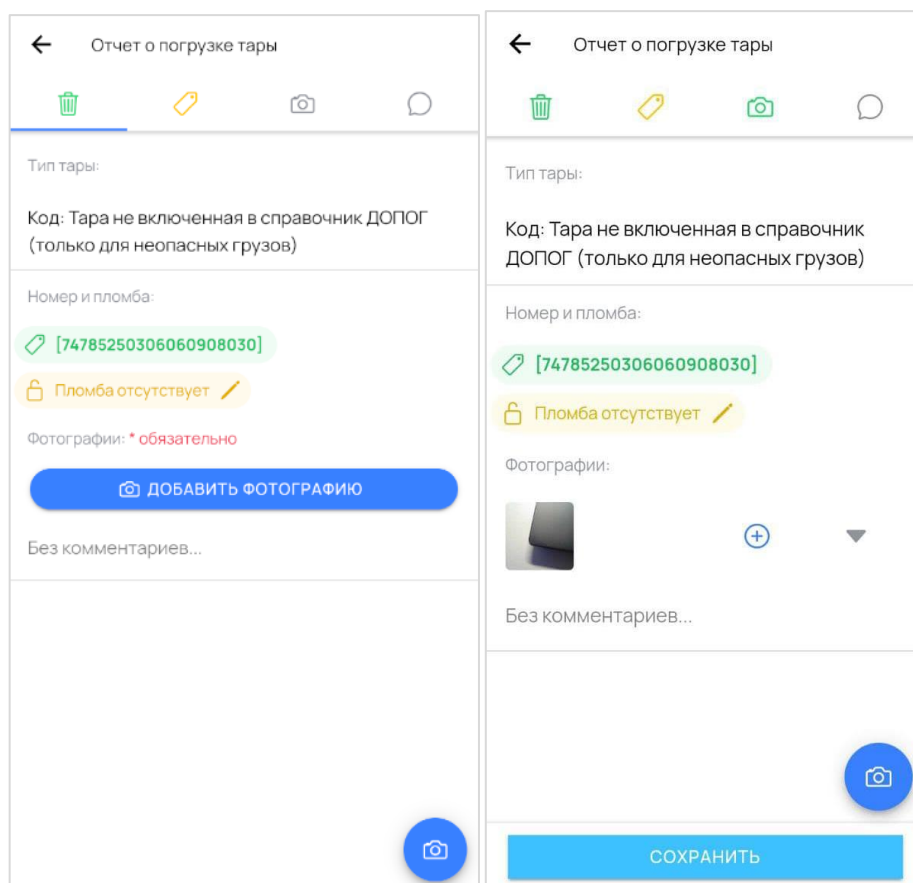 Отчет о погрузке тары
Тип тары:
Код: Тара не включенная в справочник ДОПОГ
(только для неопасных грузов)
Номер и пломба:
[74785250306060908030]
Пломба отсутствует
Фотографии: * обязательно
ДОБАВИТЬ ФОТОГРАФИЮ
Без комментариев...
Отчет о погрузке тары
Тип тары:
Код: Тара не включенная в справочник
ДОПОГ (только для неопасных грузов)
Номер и пломба:
[74785250306060908030]
Пломба отсутствует
Фотографии:
Без комментариев...
СОХРАНИТЬ